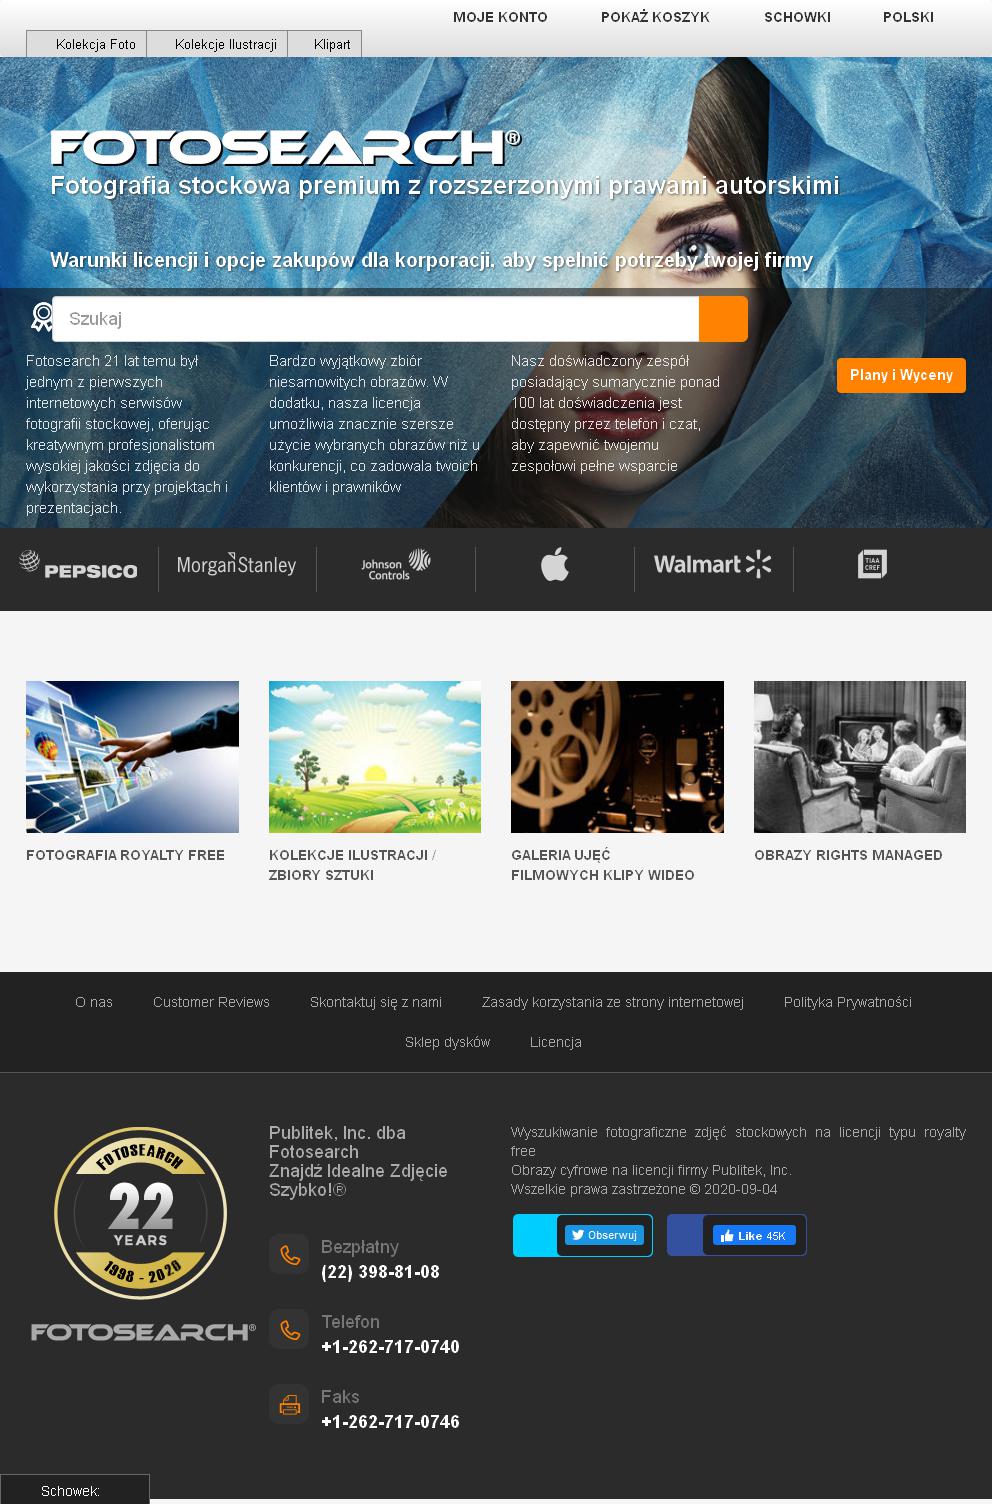 MOJE KONTO POKAŻ KOSZYK SCHOWKI POLSKI
Kolekcja Foto Kolekcje Ilustracji Klipart
FOTOSEARCH®
Fotografia stockowa premium z rozszerzonymi prawami autorskimi
Warunki licencji i opcje zakupów dla korporacji, aby spełnić potrzeby twojej firmy
Szukaj
Fotosearch 21 lat temu był
jednym z pierwszych
internetowych serwisów
fotografii stockowej, oferując
kreatywnym profesjonalistom
wysokiej jakości zdjęcia do
wykorzystania przy projektach i
prezentacjach.
Bardzo wyjątkowy zbiór
niesamowitych obrazów. W
dodatku, nasza licencja
umożliwia znacznie szersze
użycie wybranych obrazów niż u
konkurencji, co zadowala twoich
klientów i prawników
Nasz doświadczony zespół
posiadający sumarycznie ponad
100 lat doświadczenia jest
dostępny przez telefon i czat,
aby zapewnić twojemu
zespołowi pełne wsparcie
Plany i Wyceny
PEPSICO
MorganStanley
Johnson
Controls
Walmart
TIAA
CREF
FOTOGRAFIA ROYALTY FREE
KOLEKCJE ILUSTRACJI /
ZBIORY SZTUKI
GALERIA UJĘĆ
FILMOWYCH KLIPY WIDEO
OBRAZY RIGHTS MANAGED
O nas Customer Reviews Skontaktuj się z nami Zasady korzystania ze strony internetowej Polityka Prywatności
Sklep dysków Licencja
FOTOSEARCH
22
YEARS
1998 - 2020
FOTOSEARCH®
Publitek, Inc. dba
Fotosearch
Znajdź Idealne Zdjęcie
Szybko!®
Bezpłatny
(22) 398-81-08
Telefon
+1-262-717-0740
Faks
+1-262-717-0746
Wyszukiwanie fotograficzne zdjęć stockowych na licencji typu royalty
free
Obrazy cyfrowe na licencji firmy Publitek, Inc.
Wszelkie prawa zastrzeżone © 2020-09-04
Obserwuj
Like 45K
Schowek: